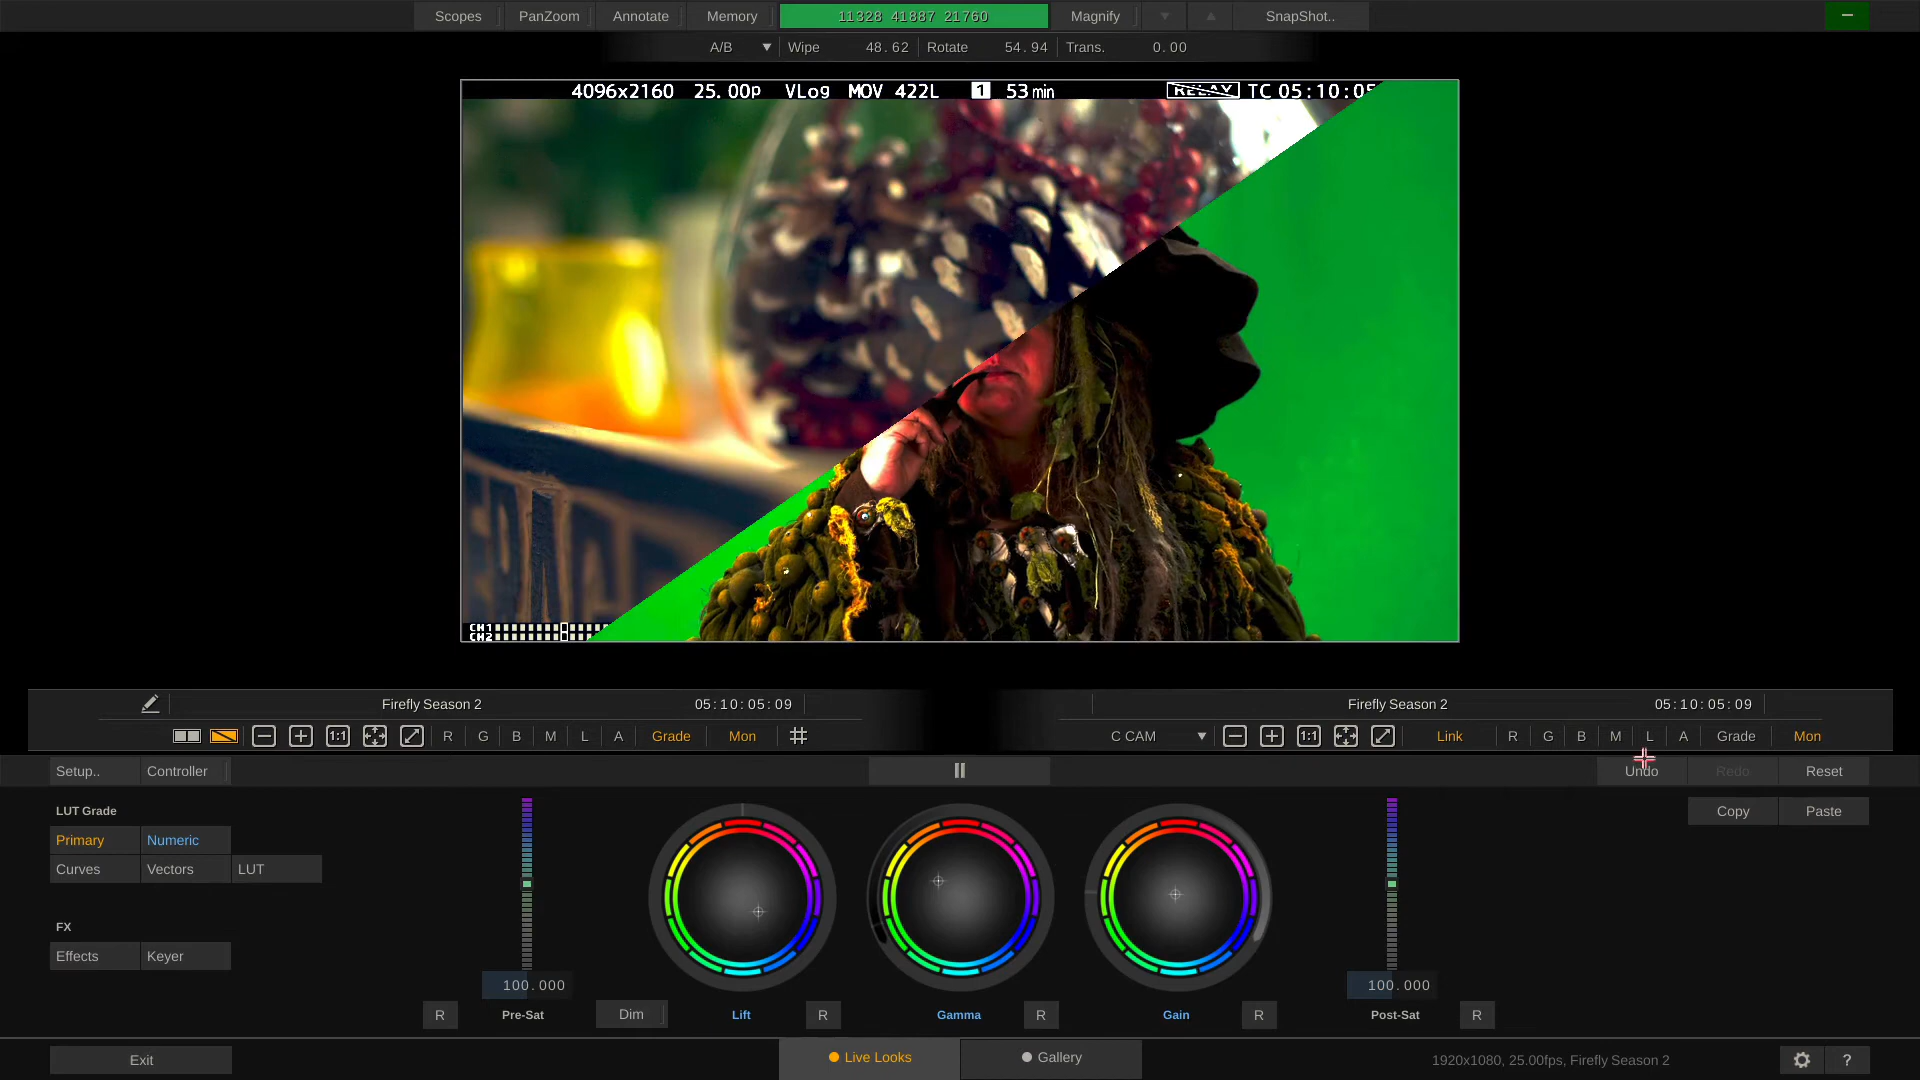 Scopes PanZoom Annotate Memory 11328 41887 21760 Magnify SnapShot..
A/B Wipe 48.62 Rotate 54.94 Trans. 0.00
4096x2160 25.00p VLog MOV 422L 1 53min RELAY TC 05:10:05
CH1
CH2
Firefly Season 2 05:10:05:09
1:1 R G B M L A Grade Mon
Firefly Season 2 05:10:05:09
C CAM 1:1 Link R G B M L A Grade Mon
Setup.. Controller Undo Redo Reset
LUT Grade Copy Paste
Primary Numeric
Curves Vectors LUT
FX
Effects Keyer
100.000 100.000
R Pre-Sat Dim Lift R Gamma R Gain R Post-Sat R
Exit Live Looks Gallery 1920x1080, 25.00fps, Firefly Season 2 ?